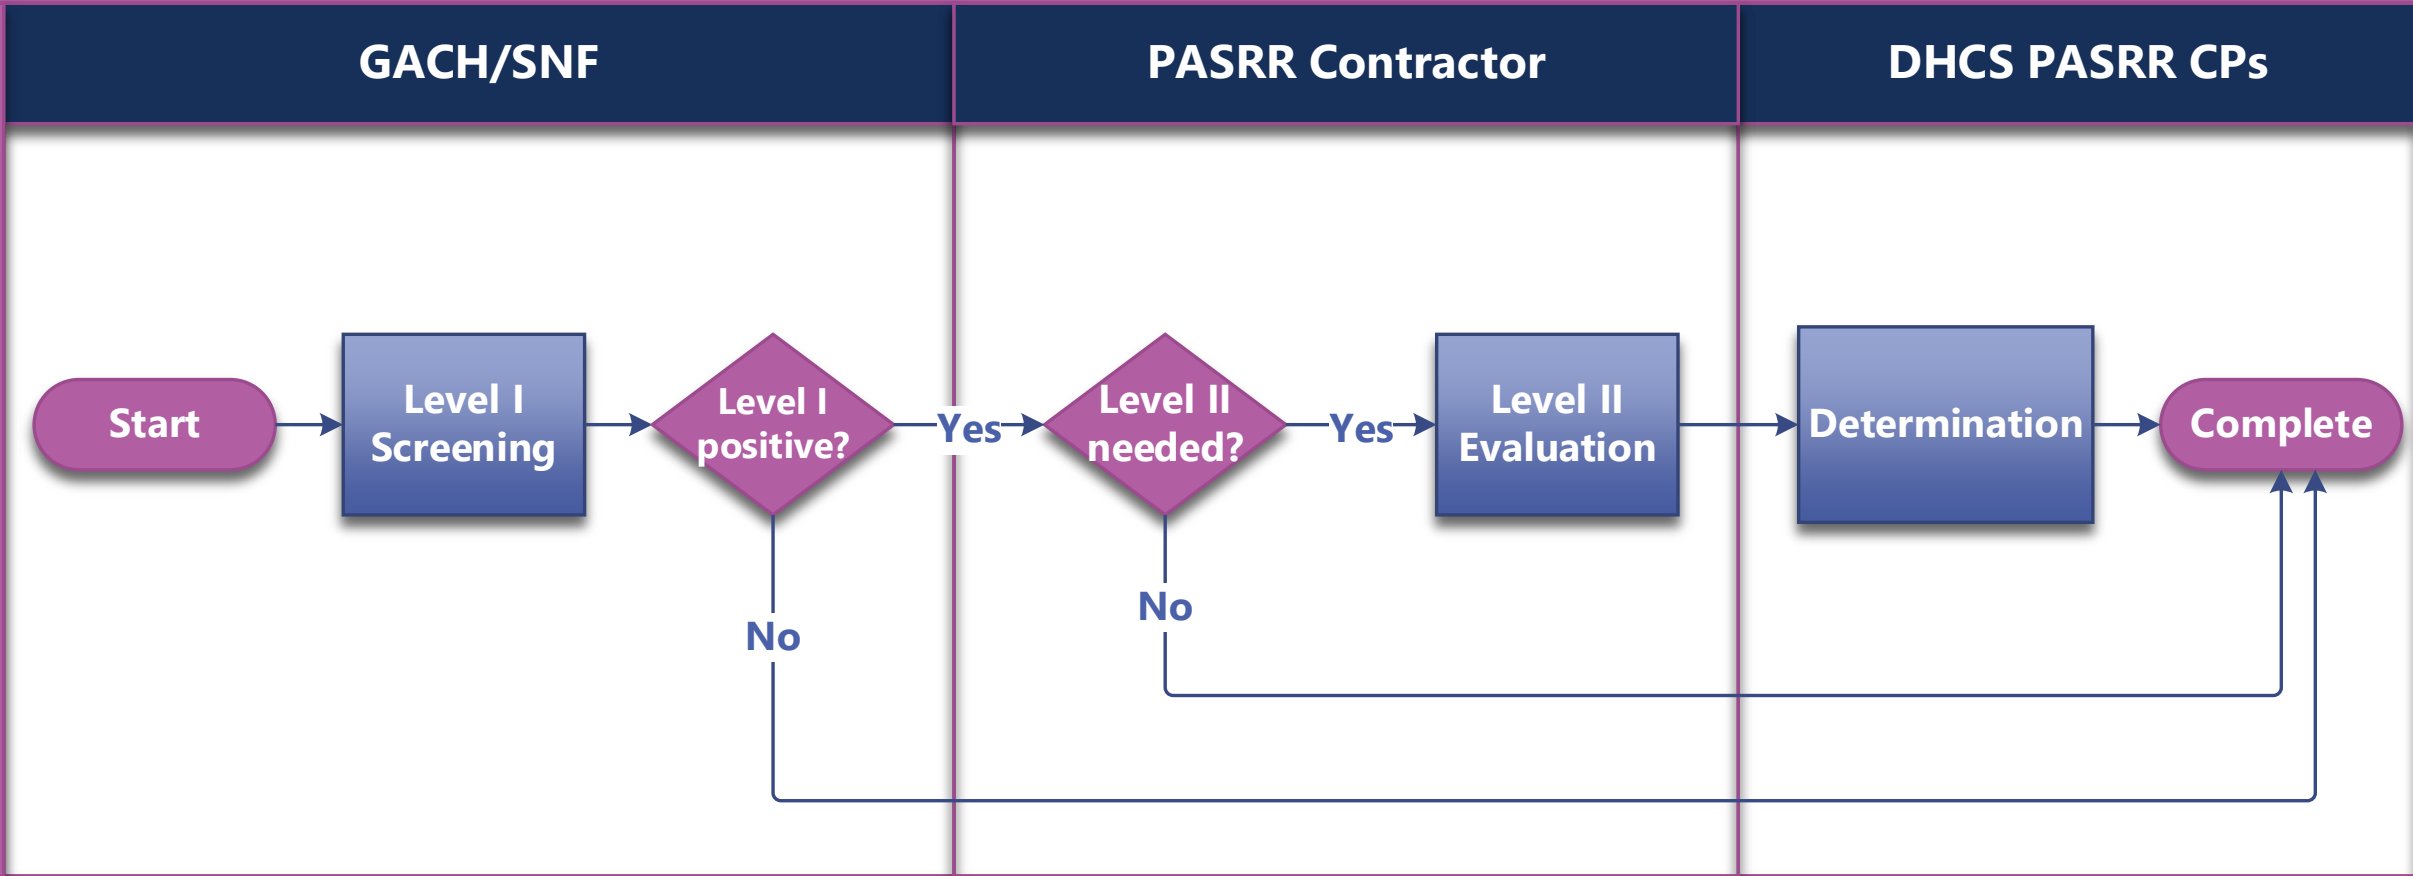 GACH/SNF
PASRR Contractor
DHCS PASRR CPs
Start
Level I
Screening
Level I
positive?
Yes
Level II
needed?
Yes
Level II
Evaluation
Determination
Complete
No
No